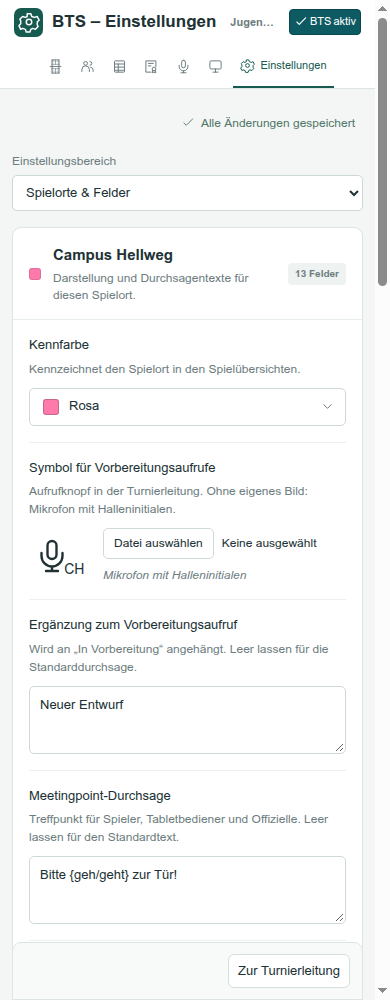 BTS – Einstellungen
Jugen...
BTS aktiv
Einstellungen
Alle Änderungen gespeichert
Einstellungsbereich
Spielorte & Felder
Campus Hellweg
Darstellung und Durchsagentexte für
diesen Spielort.
13 Felder
Kennfarbe
Kennzeichnet den Spielort in den Spielübersichten.
Rosa
Symbol für Vorbereitungsaufrufe
Aufrufknopf in der Turnierleitung. Ohne eigenes Bild:
Mikrofon mit Halleninitialen.
CH
Datei auswählen
Keine ausgewählt
Mikrofon mit Halleninitialen
Ergänzung zum Vorbereitungsaufruf
Wird an „In Vorbereitung" angehängt. Leer lassen für die
Standarddurchsage.
Neuer Entwurf
Meetingpoint-Durchsage
Treffpunkt für Spieler, Tabletbediener und Offizielle. Leer
lassen für den Standardtext.
Bitte {geh/geht} zur Tür!
Zur Turnierleitung